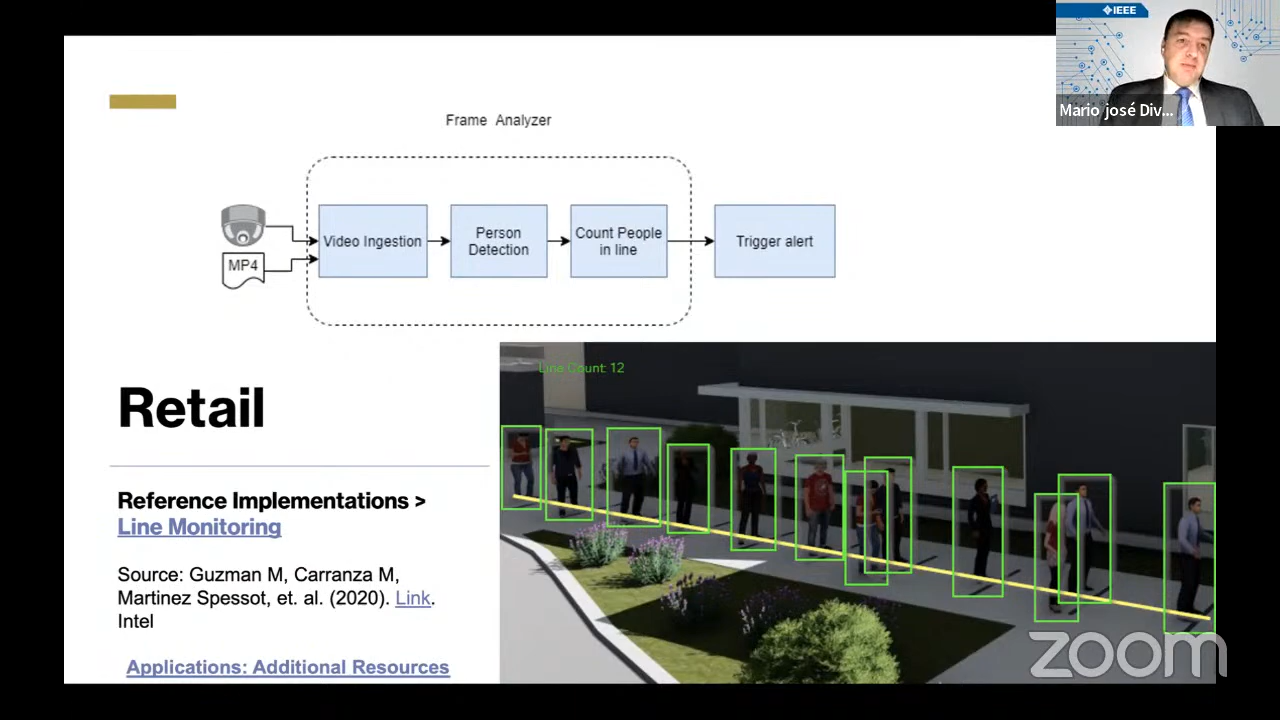 IEEE
Mario josé Div...
Frame Analyzer
MP4
Video Ingestion
Person
Detection
Count People
in line
Trigger alert
Retail
Reference Implementations >
Line Monitoring
Source: Guzman M, Carranza M,
Martinez Spessot, et. al. (2020). Link.
Intel
Applications: Additional Resources
Line Count: 12
zoom